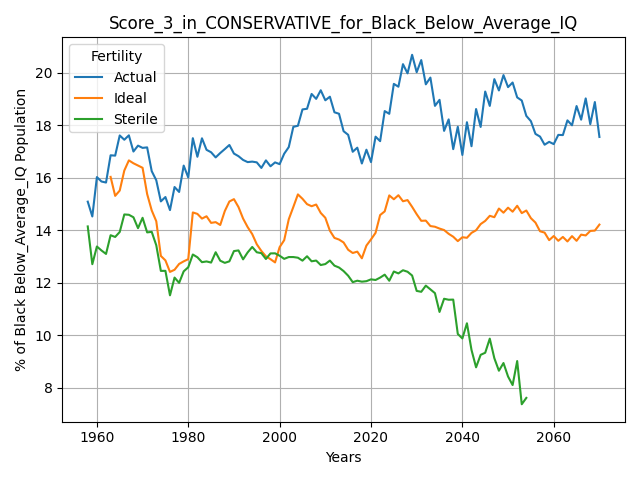 Score_3_in_CONSERVATIVE_for_Black_Below_Average_IQ
Fertility
Actual
Ideal
Sterile
% of Black Below_Average_IQ Population
20
18
16
14
12
10
8
1960
1980
2000
2020
2040
2060
Years